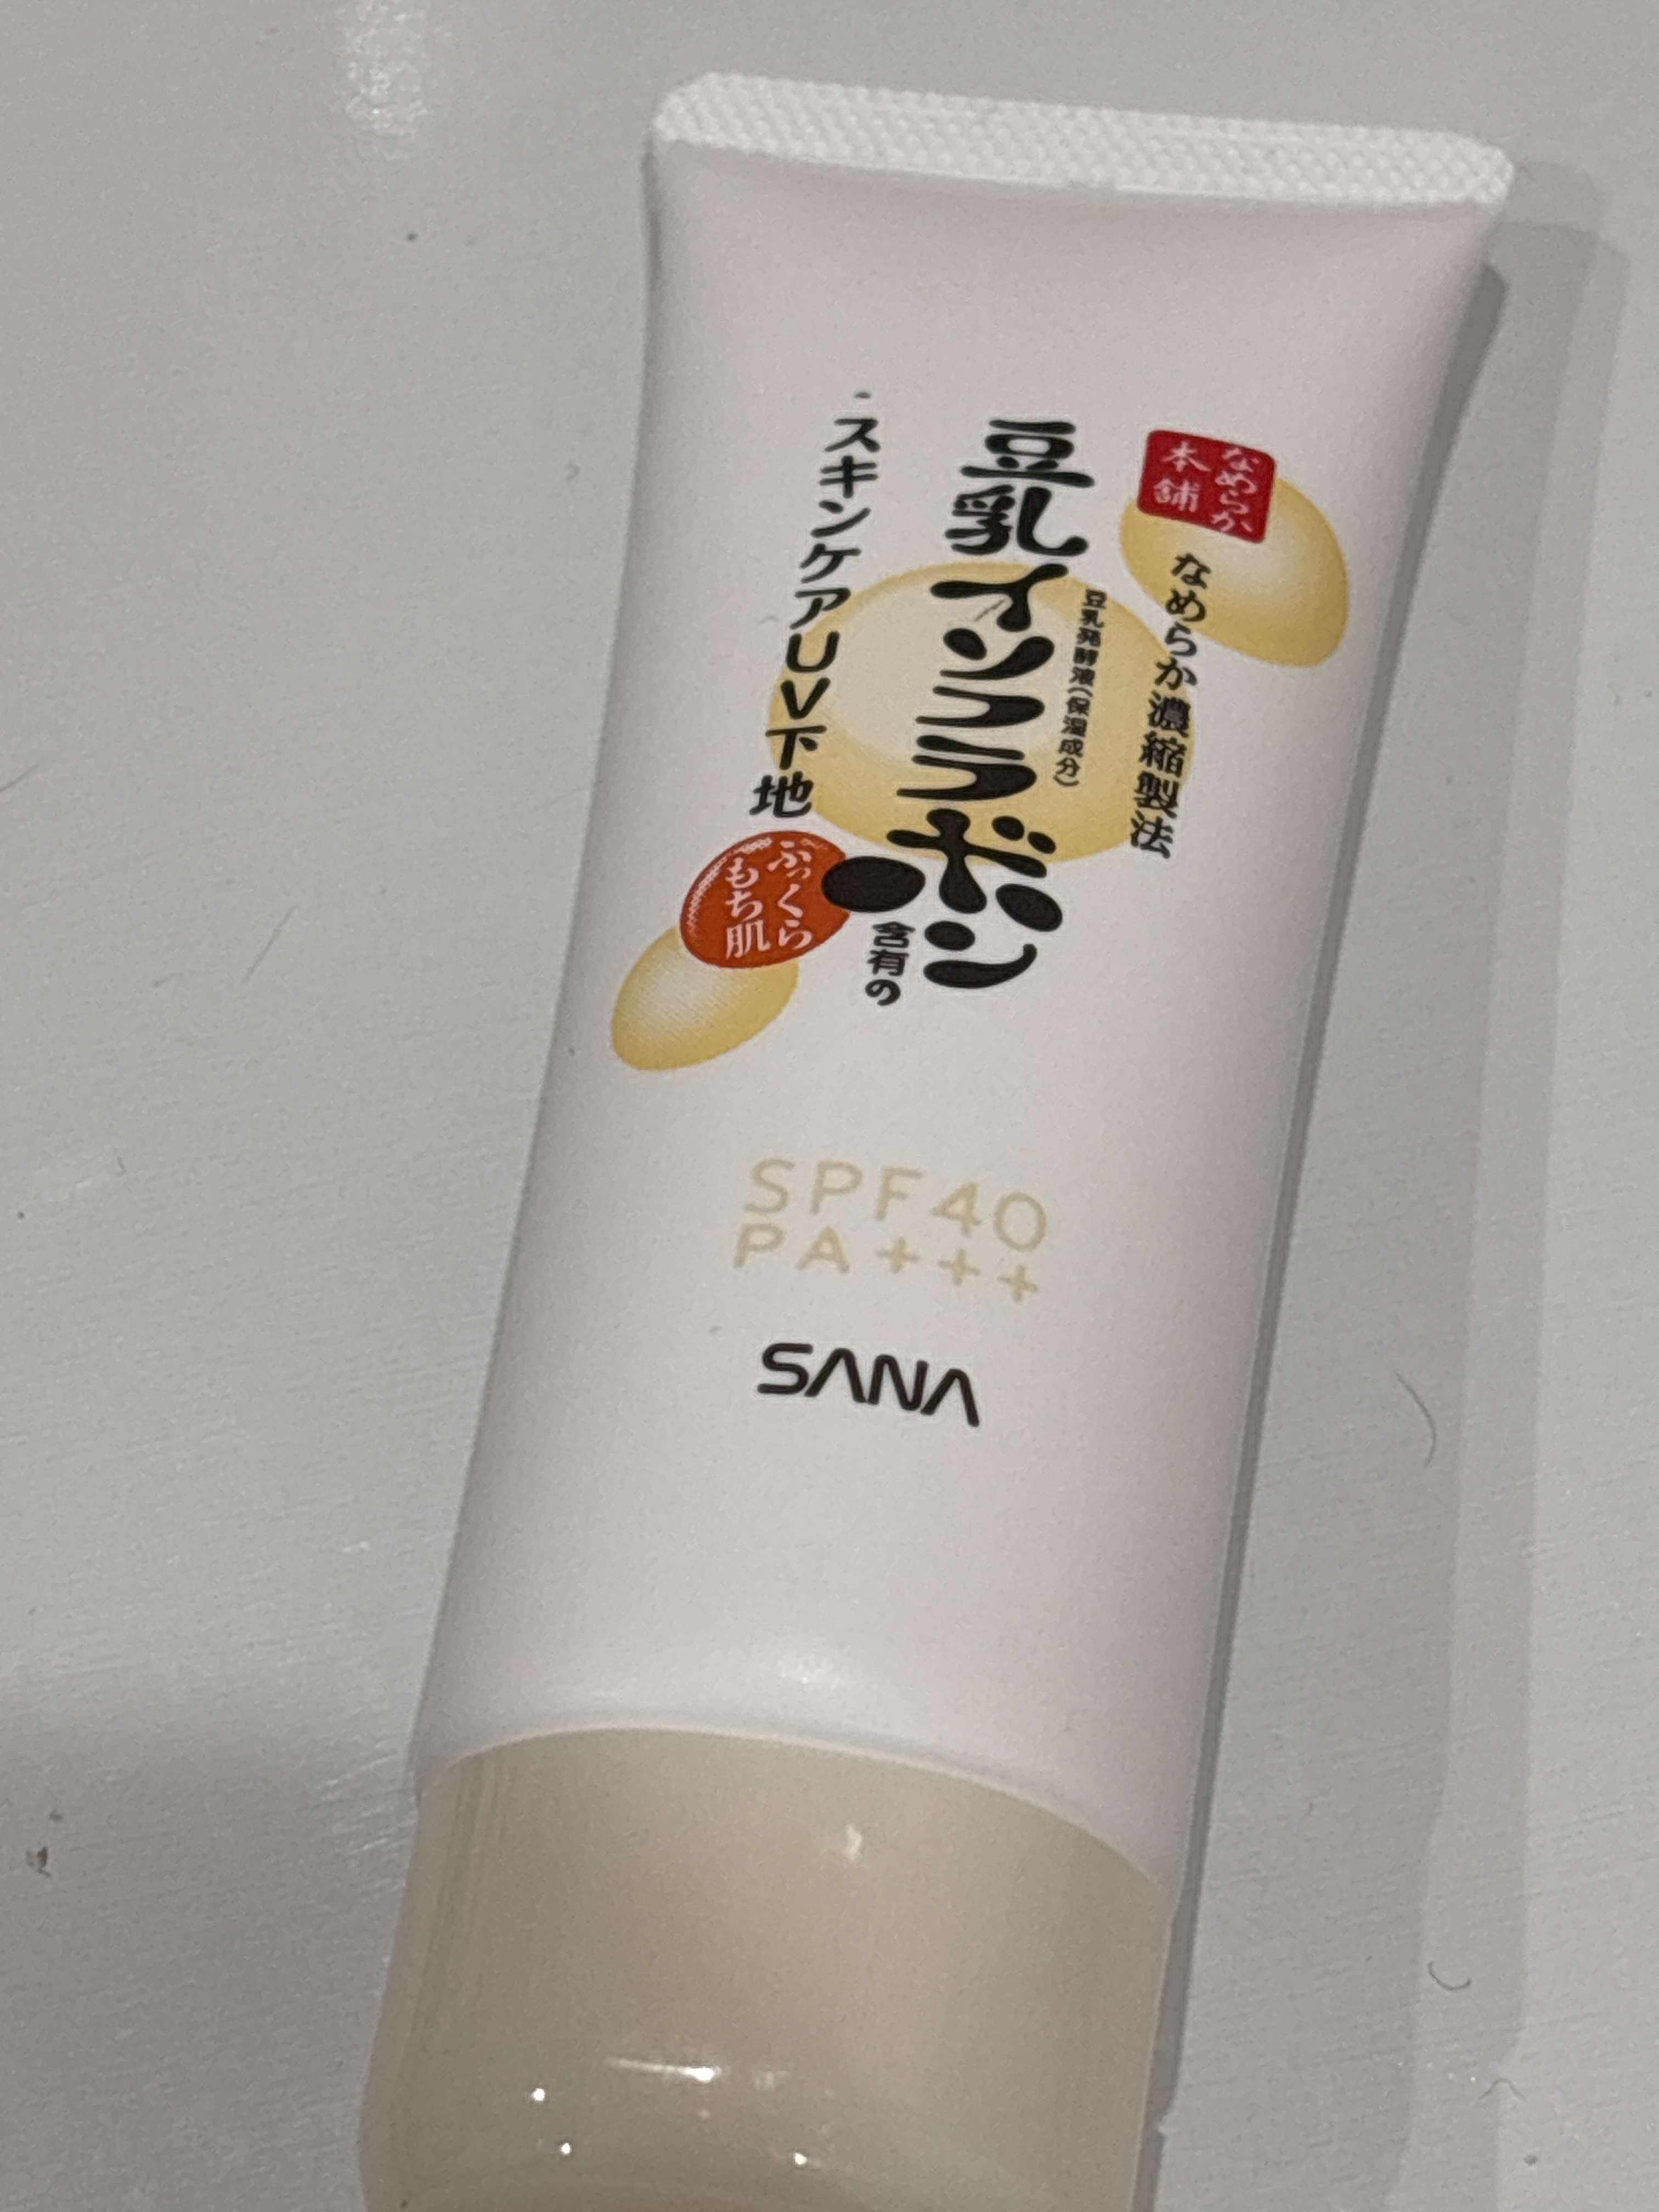 なめらか
本舗
なめらか濃縮製法
豆乳発酵液(保湿成分)
豆乳イソフラボン
含有の
・スキンケアUV下地
ぷっくら
もち肌
SPF40
PA+++
SANA